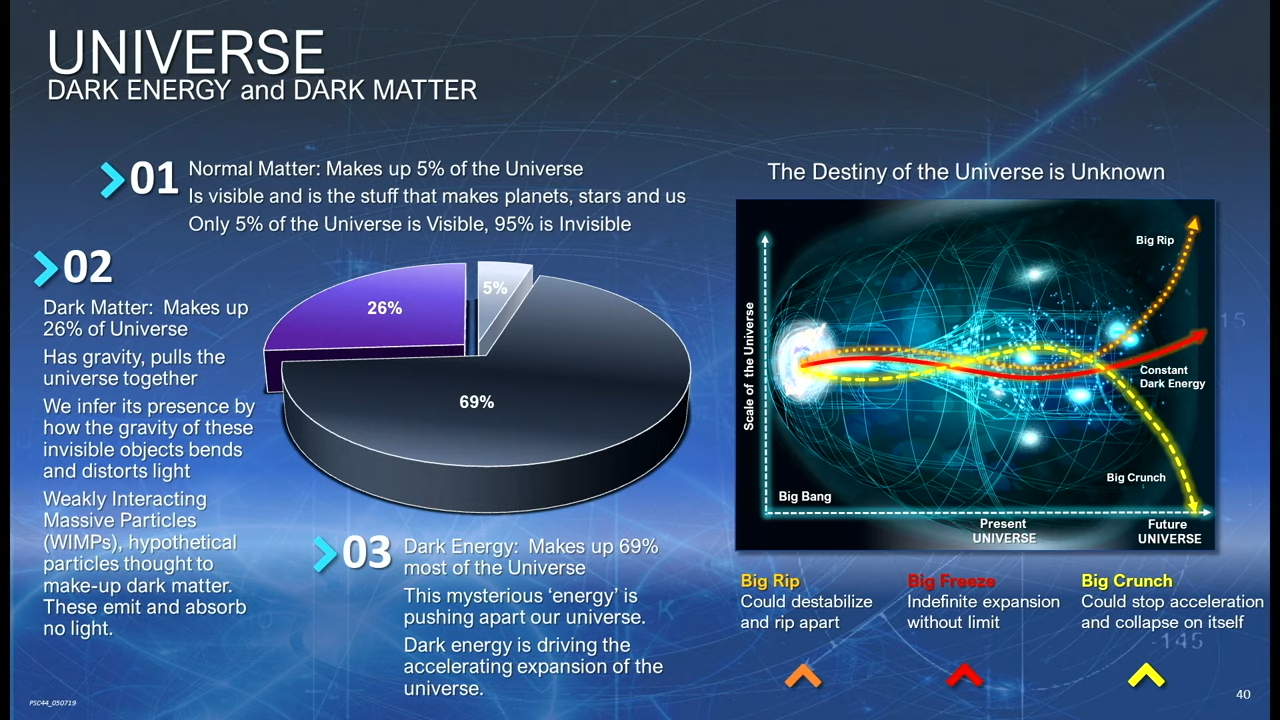 UNIVERSE
DARK ENERGY and DARK MATTER
01
Normal Matter: Makes up 5% of the Universe
Is visible and is the stuff that makes planets, stars and us
Only 5% of the Universe is Visible, 95% is Invisible
02
Dark Matter: Makes up
26% of Universe
Has gravity, pulls the
universe together
We infer its presence by
how the gravity of these
invisible objects bends
and distorts light
Weakly Interacting
Massive Particles
(WIMPs), hypothetical
particles thought to
make-up dark matter.
These emit and absorb
no light.
26%
5%
69%
03
Dark Energy: Makes up 69%
most of the Universe
This mysterious ‘energy’ is
pushing apart our universe.
Dark energy is driving the
accelerating expansion of the
universe.
The Destiny of the Universe is Unknown
Scale of the Universe
Big Rip
Constant
Dark Energy
Big Crunch
Big Bang
Present
UNIVERSE
Future
UNIVERSE
15
Big Rip
Could destabilize
and rip apart
Big Freeze
Indefinite expansion
without limit
Big Crunch
Could stop acceleration
and collapse on itself
K
145
PSC44_050719
40